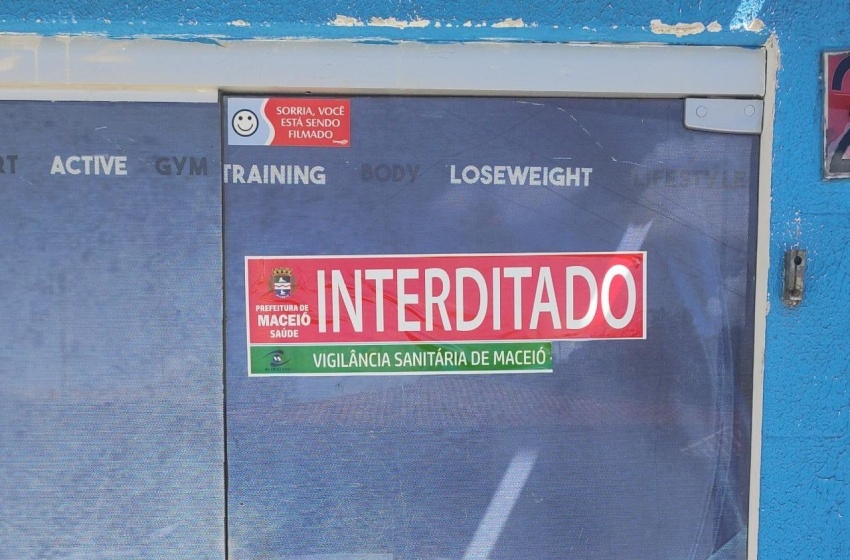 SORRIA, VOCÊ
ESTÁ SENDO
FILMADO
ACTIVE GYM TRAINING BODY LOSEWEIGHT LIFESTYLE
PREFEITURA DE
MACEIÓ
SAÚDE
INTERDITADO
VIGILÂNCIA SANITÁRIA DE MACEIÓ